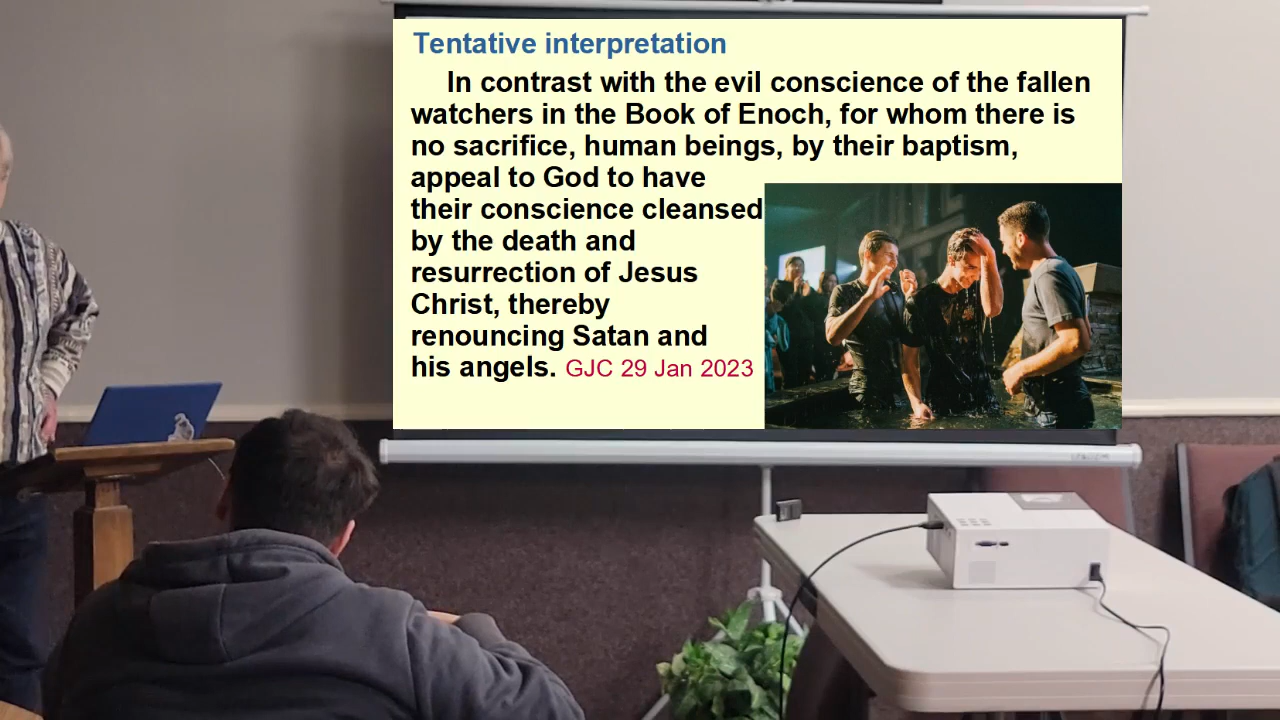 Tentative interpretation
In contrast with the evil conscience of the fallen
watchers in the Book of Enoch, for whom there is
no sacrifice, human beings, by their baptism,
appeal to God to have
their conscience cleansed
by the death and
resurrection of Jesus
Christ, thereby
renouncing Satan and
his angels. GJC 29 Jan 2023